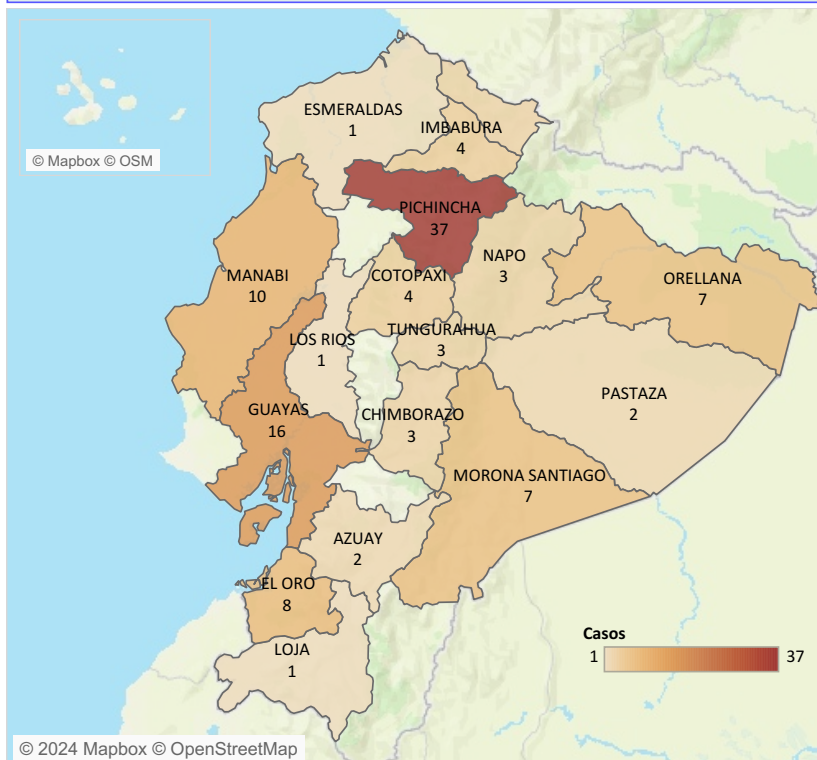 © Mapbox © OSM
ESMERALDAS
1
IMBABURA
4
PICHINCHA
37
MANABI
10
COTOPAXI
4
NAPO
3
ORELLANA
7
LOS RIOS
1
TUNGURAHUA
3
GUAYAS
16
CHIMBORAZO
3
PASTAZA
2
MORONA SANTIAGO
7
AZUAY
2
EL ORO
8
LOJA
1
Casos
1 37
© 2024 Mapbox © OpenStreetMap